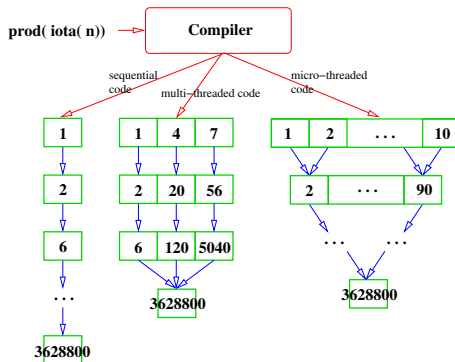 prod( iota( n))
Compiler
sequential
code
multi−threaded code
micro−threaded
code
1
1 4 7
1 2 . . . 10
2
2 20 56
2 . . . 90
6
6 120 5040
. . . . . .
. . .
3628800
3628800
3628800